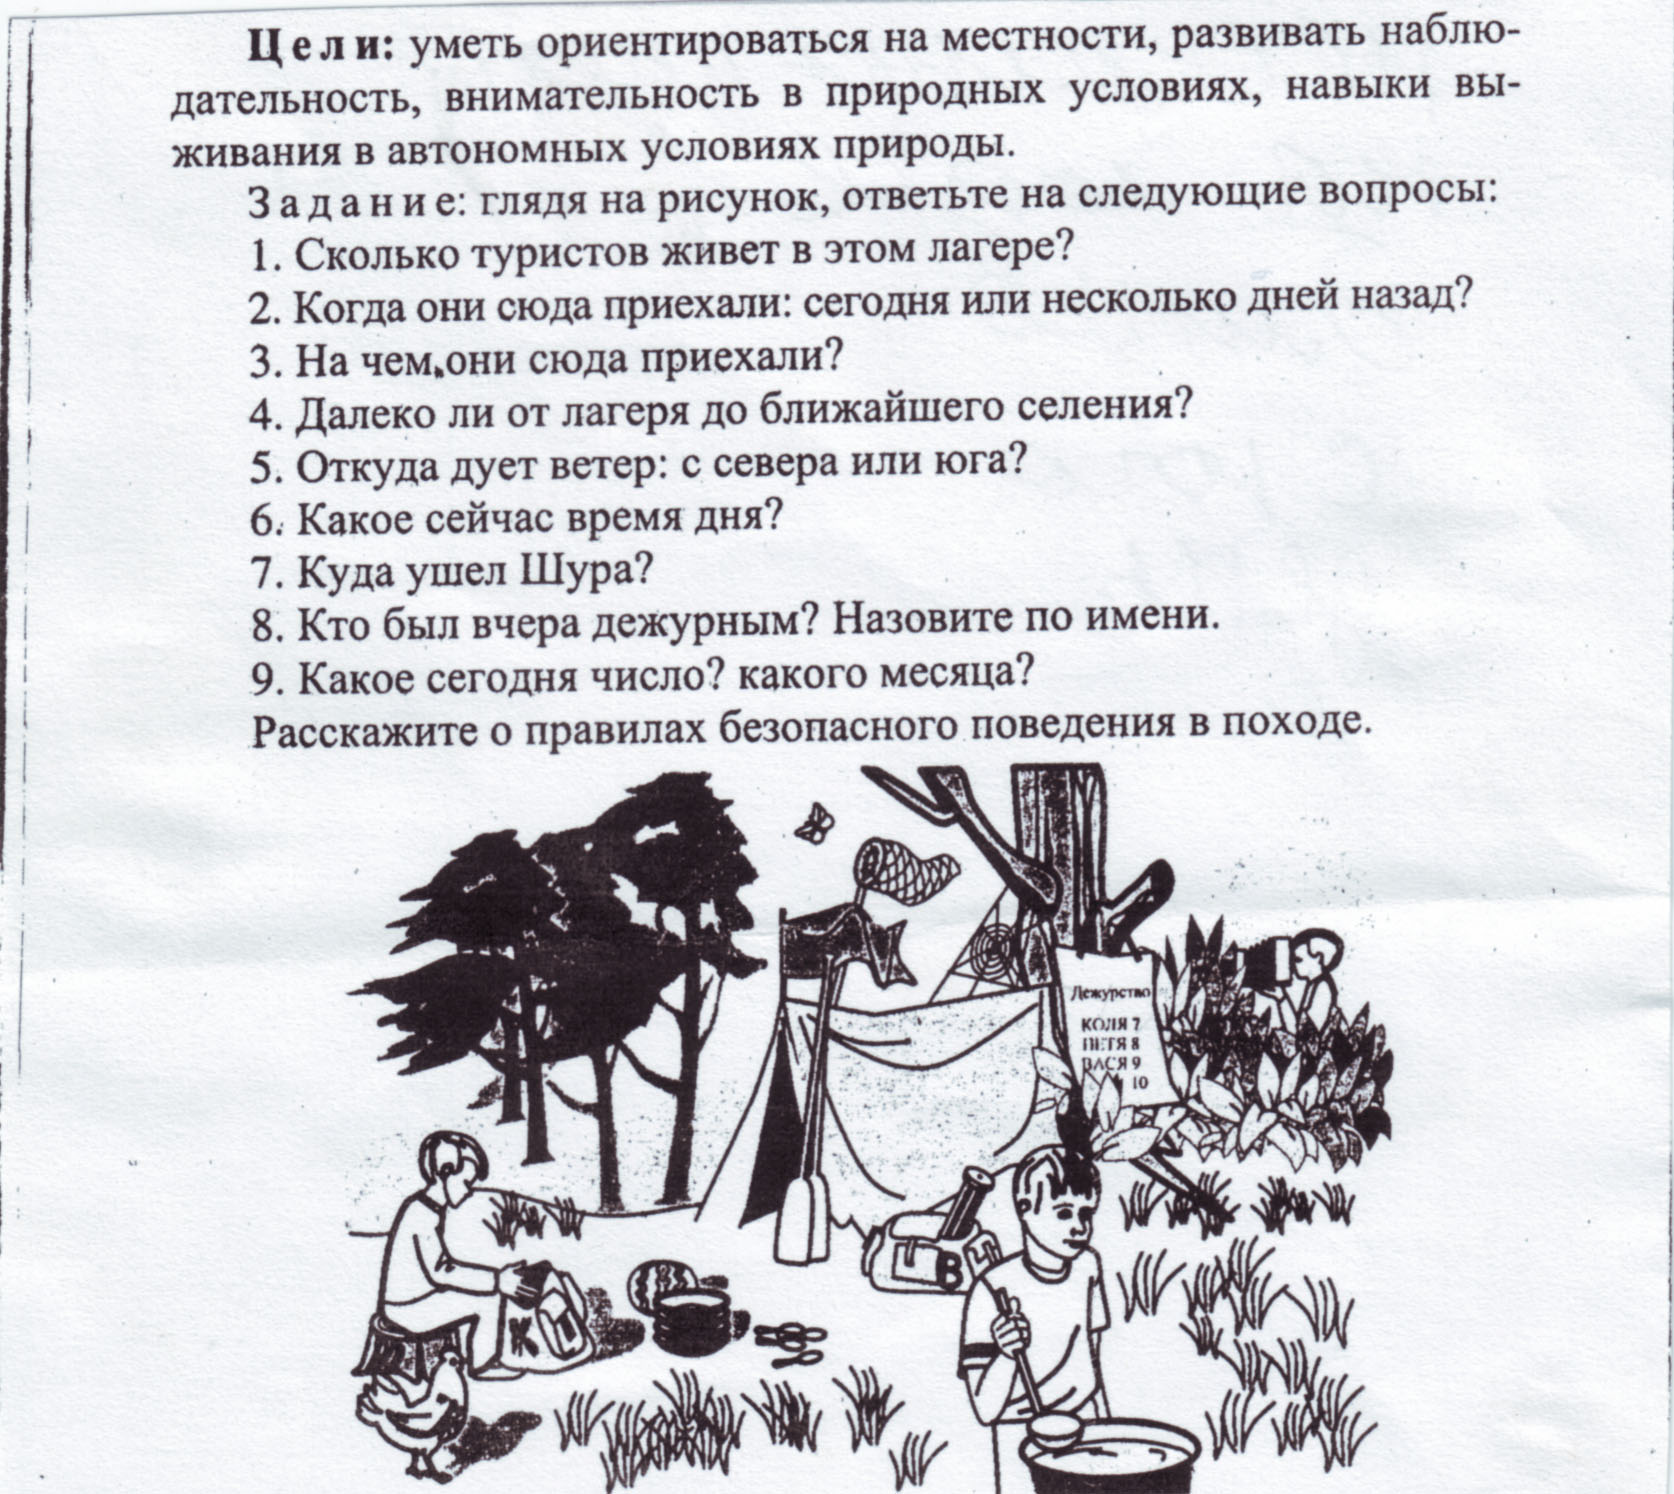 Цели: уметь ориентироваться на местности, развивать наблю-
дательность, внимательность в природных условиях, навыки вы-
живания в автономных условиях природы.
Задание: глядя на рисунок, ответьте на следующие вопросы:
1. Сколько туристов живет в этом лагере?
2. Когда они сюда приехали: сегодня или несколько дней назад?
3. На чем они сюда приехали?
4. Далеко ли от лагеря до ближайшего селения?
5. Откуда дует ветер: с севера или юга?
6. Какое сейчас время дня?
7. Куда ушел Шура?
8. Кто был вчера дежурным? Назовите по имени.
9. Какое сегодня число? какого месяца?
Расскажите о правилах безопасного поведения в походе.
Дежурство
КОЛЯ 7
ПЕТЯ 8
ВАСЯ 9
10
В
К